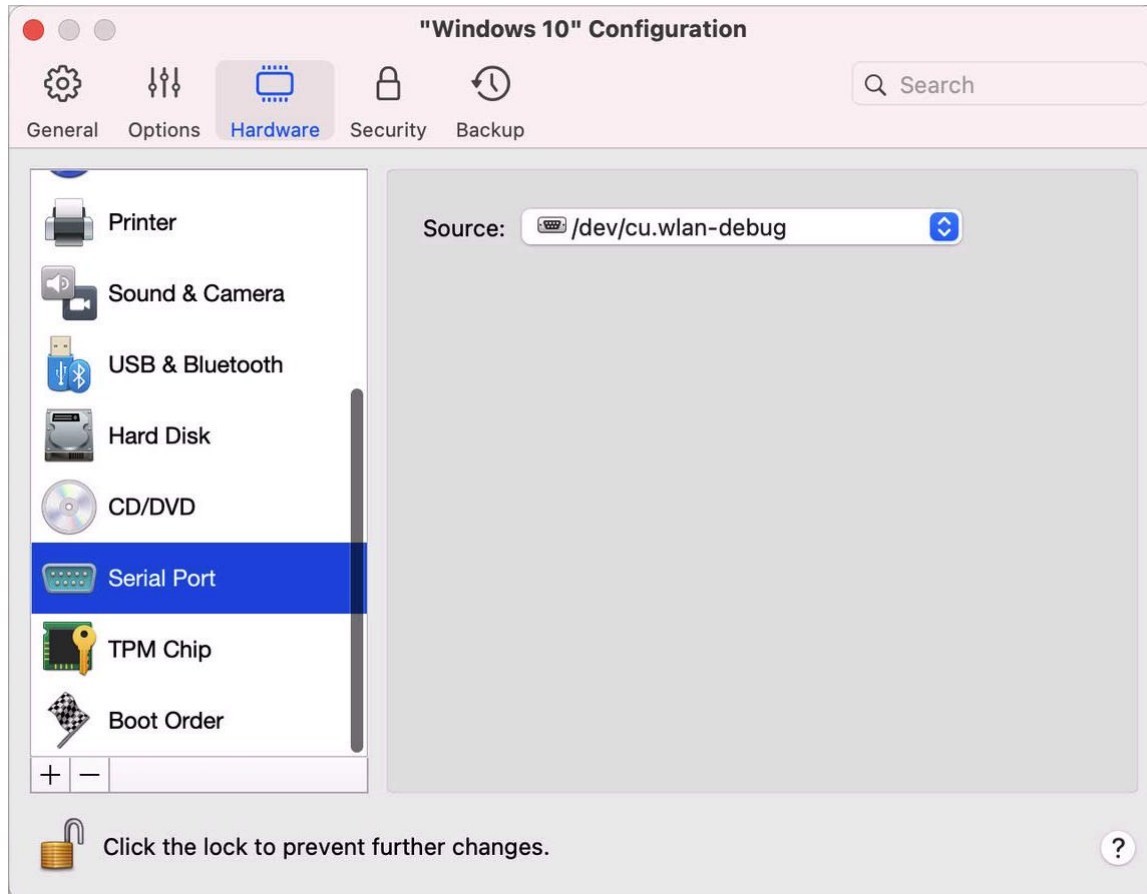 "Windows 10" Configuration
General Options Hardware Security Backup
Search
Printer
Sound & Camera
USB & Bluetooth
Hard Disk
CD/DVD
Serial Port
TPM Chip
Boot Order
Source: /dev/cu.wlan-debug
+ −
Click the lock to prevent further changes.
?